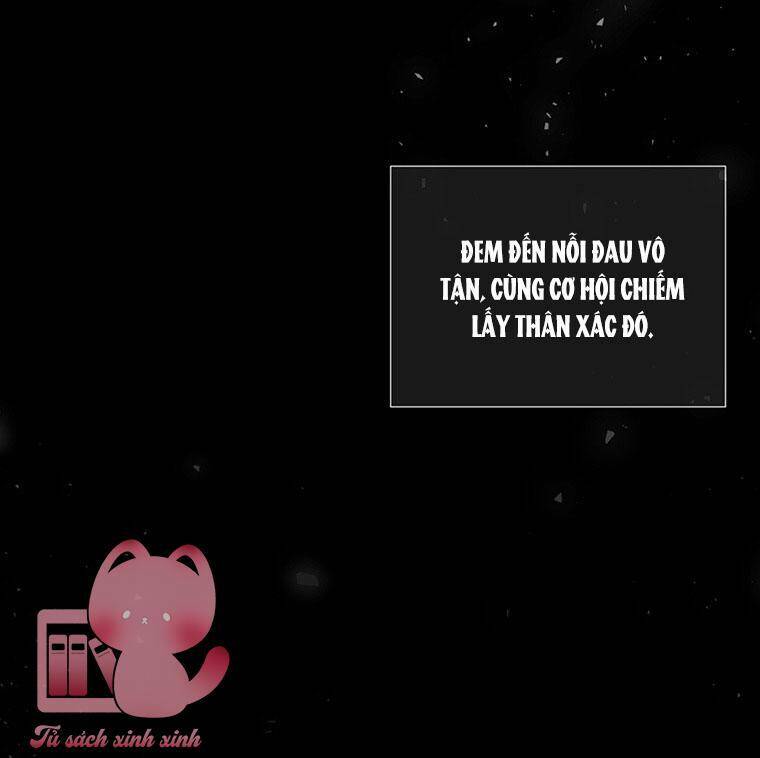 ĐEM ĐẾN NỖI ĐAU VÔ
TẬN, CÙNG CƠ HỘI CHIẾM
LẤY THÂN XÁC ĐÓ.
Tủ sách xinh xinh